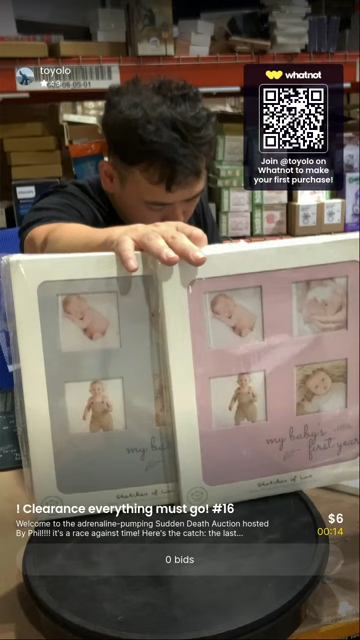 toyolo
whatnot
Join @toyolo on
Whatnot to make
your first purchase!
my baby's
first year
my ba
! Clearance everything must go! #16
$6
Welcome to the adrenaline-pumping Sudden Death Auction hosted
By Phil!!!! it's a race against time! Here's the catch: the last...
00:14
0 bids